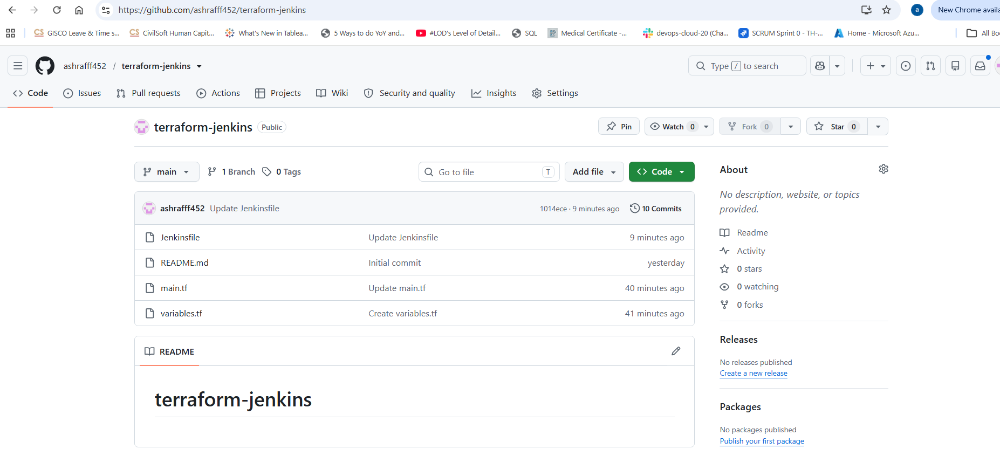 https://github.com/ashrafff452/terraform-jenkins
a
New Chrome availa
GISCO Leave & Time s...
CivilSoft Human Capit...
What's New in Tablea...
5 Ways to do YoY and...
#LOD's Level of Detail...
SQL
Medical Certificate -...
devops-cloud-20 (Cha...
SCRUM Sprint 0 - TH-...
Home - Microsoft Azu...
All Bo
ashrafff452 / terraform-jenkins
Type / to search
Code
Issues
Pull requests
Actions
Projects
Wiki
Security and quality
Insights
Settings
terraform-jenkins Public
Pin
Watch 0
Fork 0
Star 0
main
1 Branch
0 Tags
Go to file T
Add file
Code
ashrafff452 Update Jenkinsfile 1014ece · 9 minutes ago 10 Commits
Jenkinsfile Update Jenkinsfile 9 minutes ago
README.md Initial commit yesterday
main.tf Update main.tf 40 minutes ago
variables.tf Create variables.tf 41 minutes ago
README
terraform-jenkins
About
No description, website, or topics
provided.
Readme
Activity
0 stars
0 watching
0 forks
Releases
No releases published
Create a new release
Packages
No packages published
Publish your first package